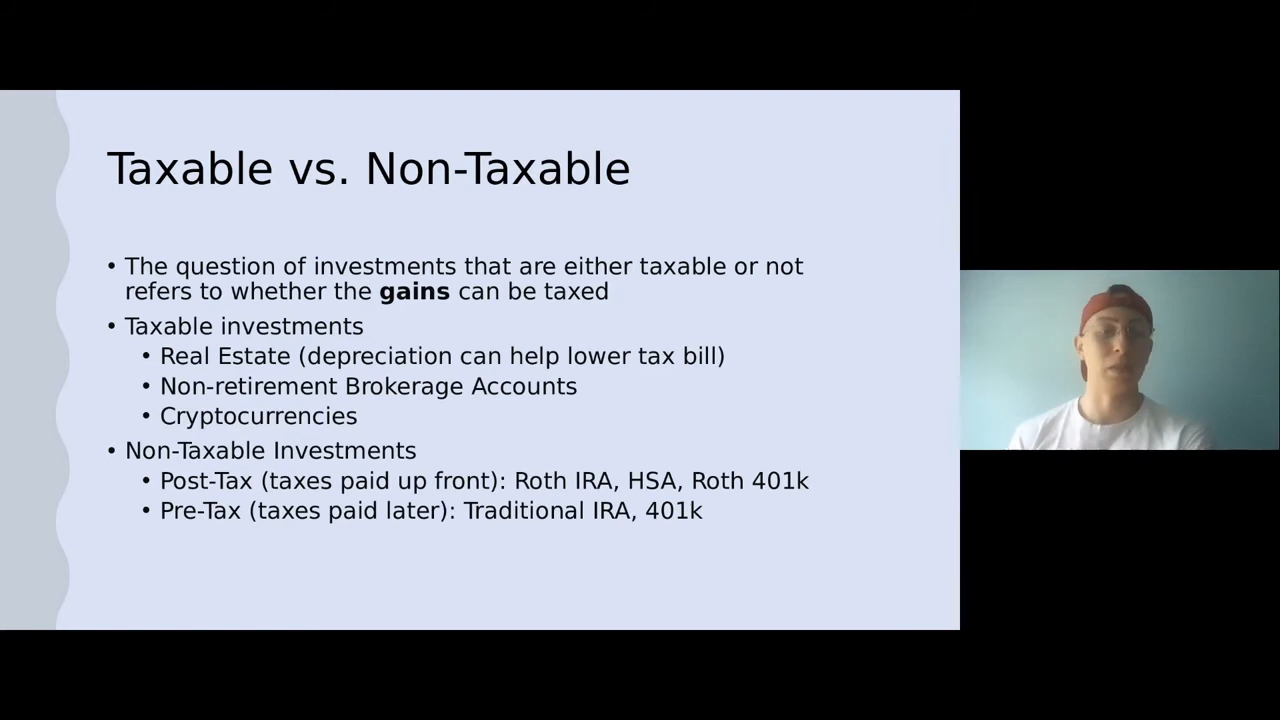 Taxable vs. Non-Taxable
• The question of investments that are either taxable or not
refers to whether the gains can be taxed
• Taxable investments
• Real Estate (depreciation can help lower tax bill)
• Non-retirement Brokerage Accounts
• Cryptocurrencies
• Non-Taxable Investments
• Post-Tax (taxes paid up front): Roth IRA, HSA, Roth 401k
• Pre-Tax (taxes paid later): Traditional IRA, 401k